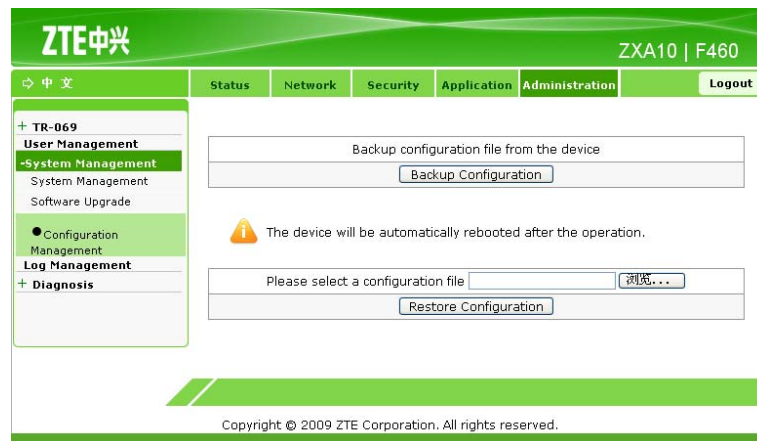 ZTE中兴
ZXA10 | F460
中 文
Status Network Security Application Administration Logout
+ TR-069
User Management
-System Management
System Management
Software Upgrade
Configuration
Management
Log Management
+ Diagnosis
Backup configuration file from the device
Backup Configuration
The device will be automatically rebooted after the operation.
Please select a configuration file 浏览...
Restore Configuration
Copyright © 2009 ZTE Corporation. All rights reserved.